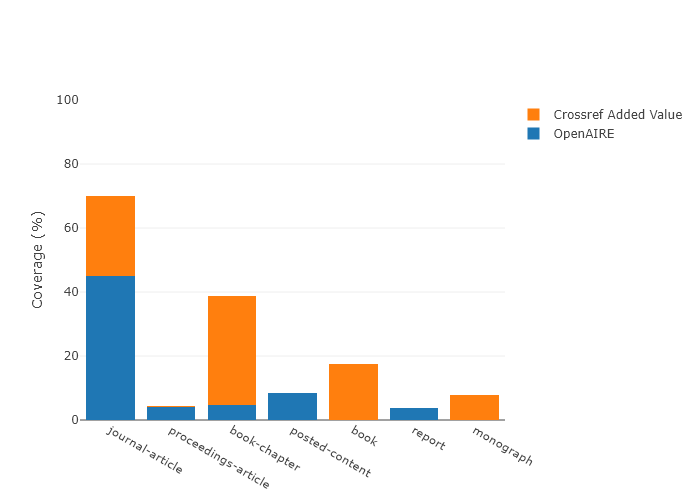 100
80
60
40
20
0
Coverage (%)
journal-article
proceedings-article
book-chapter
posted-content
book
report
monograph
Crossref Added Value
OpenAIRE